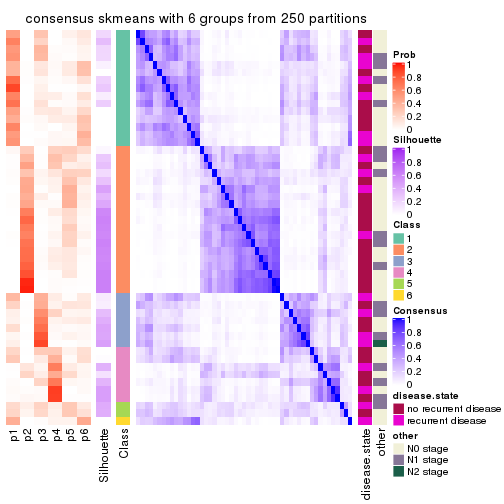 consensus skmeans with 6 groups from 250 partitions
Prob
1
0.8
0.6
0.4
0.2
0
Silhouette
1
0.8
0.6
0.4
0.2
0
Class
1
2
3
4
5
6
Consensus
1
0.8
0.6
0.4
0.2
0
disease.state
no recurrent disease
recurrent disease
other
N0 stage
N1 stage
N2 stage
p1
p2
p3
p4
p5
p6
Silhouette
Class
disease.state
other